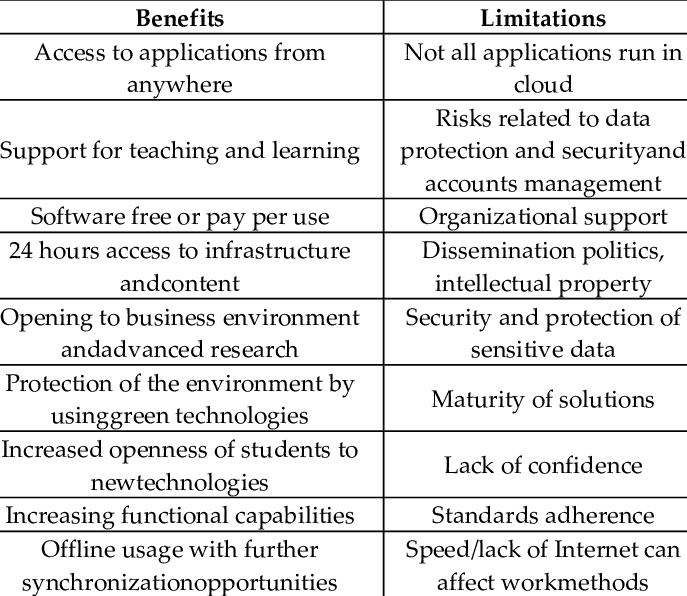 Benefits
Limitations
Access to applications from
anywhere
Not all applications run in
cloud
Support for teaching and learning
Risks related to data
protection and securityand
accounts management
Software free or pay per use
Organizational support
24 hours access to infrastructure
andcontent
Dissemination politics,
intellectual property
Opening to business environment
andadvanced research
Security and protection of
sensitive data
Protection of the environment by
usinggreen technologies
Maturity of solutions
Increased openness of students to
newtechnologies
Lack of confidence
Increasing functional capabilities
Standards adherence
Offline usage with further
synchronizationopportunities
Speed/lack of Internet can
affect workmethods